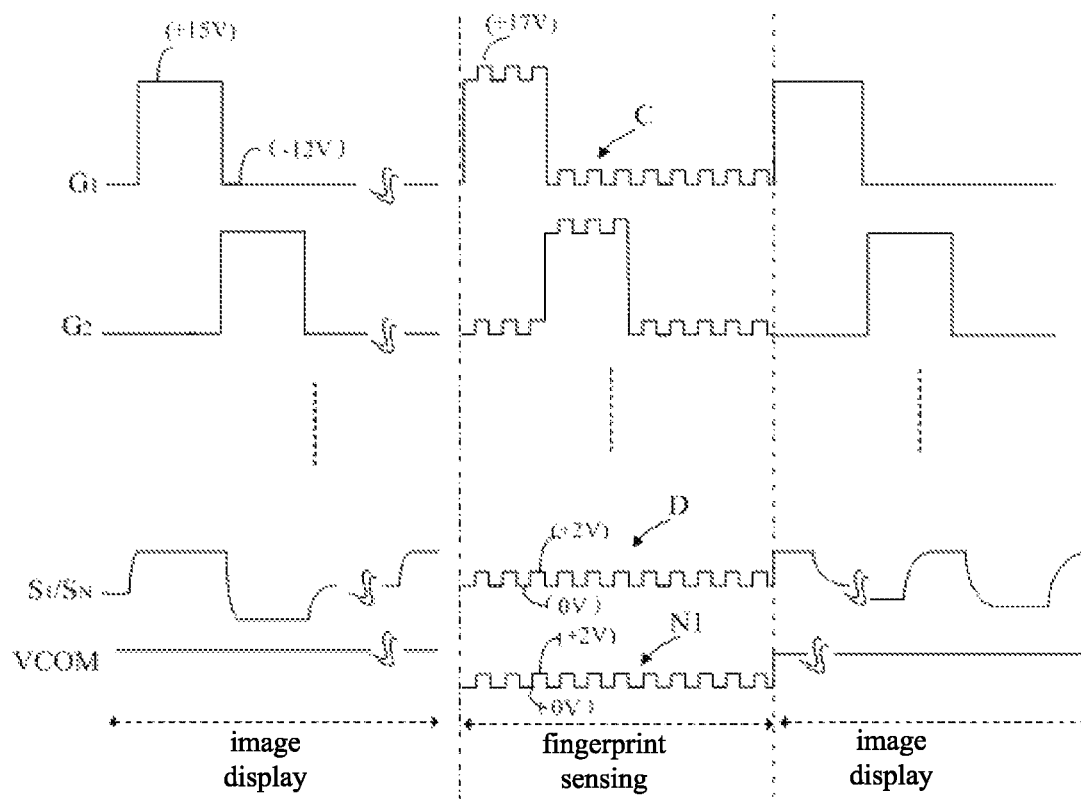 (+15V)
(+17V)
C
(-12V)
G1
G2
D
(+2V)
S1/SN
(0V)
(+2V)
N1
VCOM
(+0V)
image
display
fingerprint
sensing
image
display